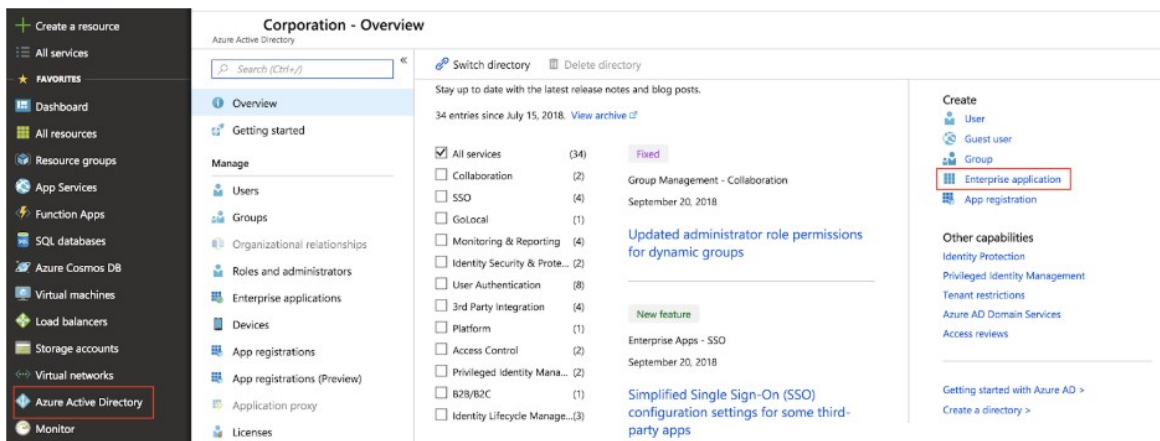 Create a resource
All services
FAVORITES
Dashboard
All resources
Resource groups
App Services
Function Apps
SQL databases
Azure Cosmos DB
Virtual machines
Load balancers
Storage accounts
Virtual networks
Azure Active Directory
Monitor
Corporation - Overview
Azure Active Directory
Search (Ctrl+/)
Overview
Getting started
Manage
Users
Groups
Organizational relationships
Roles and administrators
Enterprise applications
Devices
App registrations
App registrations (Preview)
Application proxy
Licenses
Switch directory Delete directory
Stay up to date with the latest release notes and blog posts.
34 entries since July 15, 2018. View archive
All services (34)
Collaboration (2)
SSO (4)
GoLocal (1)
Monitoring & Reporting (4)
Identity Security & Prote... (2)
User Authentication (8)
3rd Party Integration (4)
Platform (1)
Access Control (2)
Privileged Identity Mana... (2)
B2B/B2C (1)
Identity Lifecycle Manage...(3)
Fixed
Group Management - Collaboration
September 20, 2018
Updated administrator role permissions
for dynamic groups
New feature
Enterprise Apps - SSO
September 20, 2018
Simplified Single Sign-On (SSO)
configuration settings for some third-
party apps
Create
User
Guest user
Group
Enterprise application
App registration
Other capabilities
Identity Protection
Privileged Identity Management
Tenant restrictions
Azure AD Domain Services
Access reviews
Getting started with Azure AD >
Create a directory >